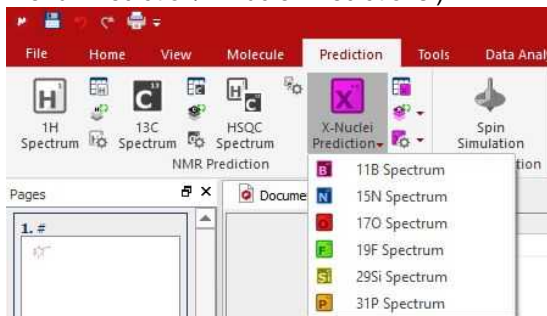 File Home View Molecule Prediction Tools Data Anal
1H Spectrum
13C Spectrum
HSQC Spectrum
X-Nuclei Prediction
Spin Simulation
NMR Prediction
tion
Pages
Docume
11B Spectrum
15N Spectrum
17O Spectrum
19F Spectrum
29Si Spectrum
31P Spectrum
1. #